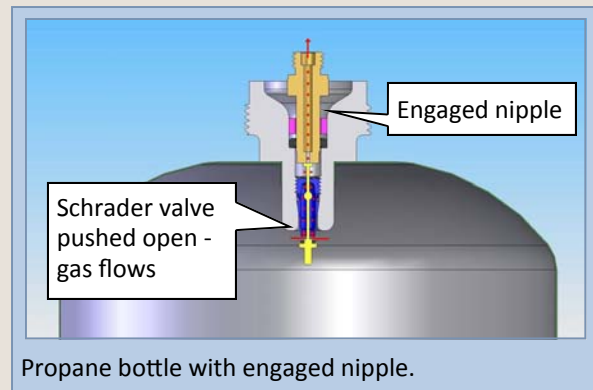 Engaged nipple
Schrader valve
pushed open -
gas flows
Propane bottle with engaged nipple.